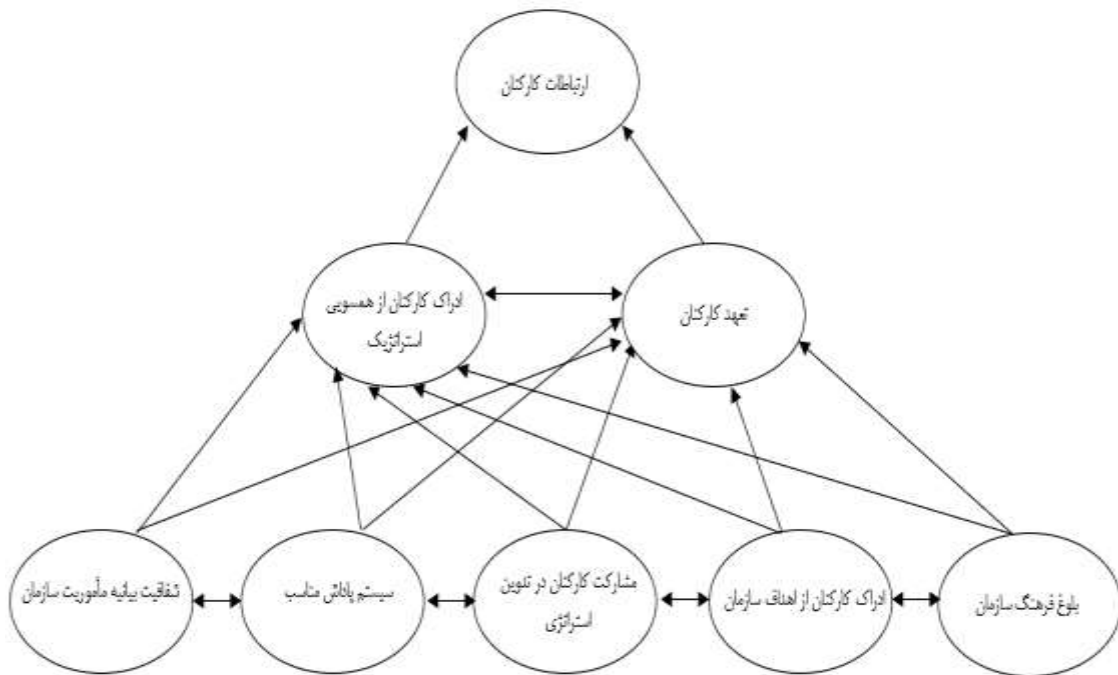 ارتباطات کارکنان
ادراک کارکنان از همسویی
استراتژیک
تعهد کارکنان
شفافیت بیانیه مأموریت سازمان
سیستم پاداش مناسب
مشارکت کارکنان در تدوین
استراتژی
ادراک کارکنان از اهداف سازمان
بلوغ فرهنگ سازمان